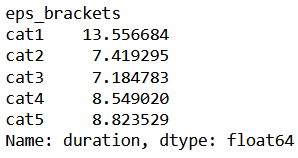 eps_brackets
cat1    13.556684
cat2     7.419295
cat3     7.184783
cat4     8.549020
cat5     8.823529
Name: duration, dtype: float64